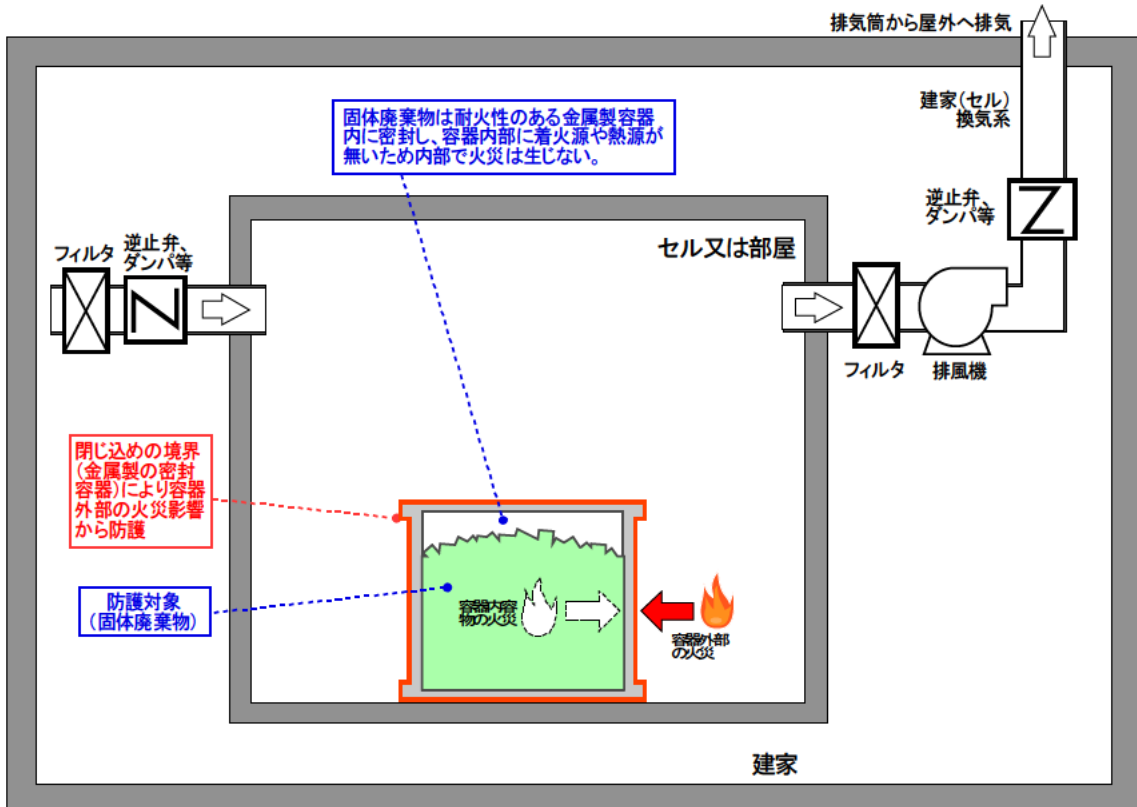 排気筒から屋外へ排気
建家(セル)
換気系
固体廃棄物は耐火性のある金属製容器
内に密封し、容器内部に着火源や熱源が
無いため内部で火災は生じない。
逆止弁、
ダンパ等
フィルタ
逆止弁、
ダンパ等
セル又は部屋
フィルタ
排風機
閉じ込めの境界
(金属製の密封
容器)により容器
外部の火災影響
から防護
防護対象
(固体廃棄物)
容器内容
物の火災
容器外部
の火災
建家